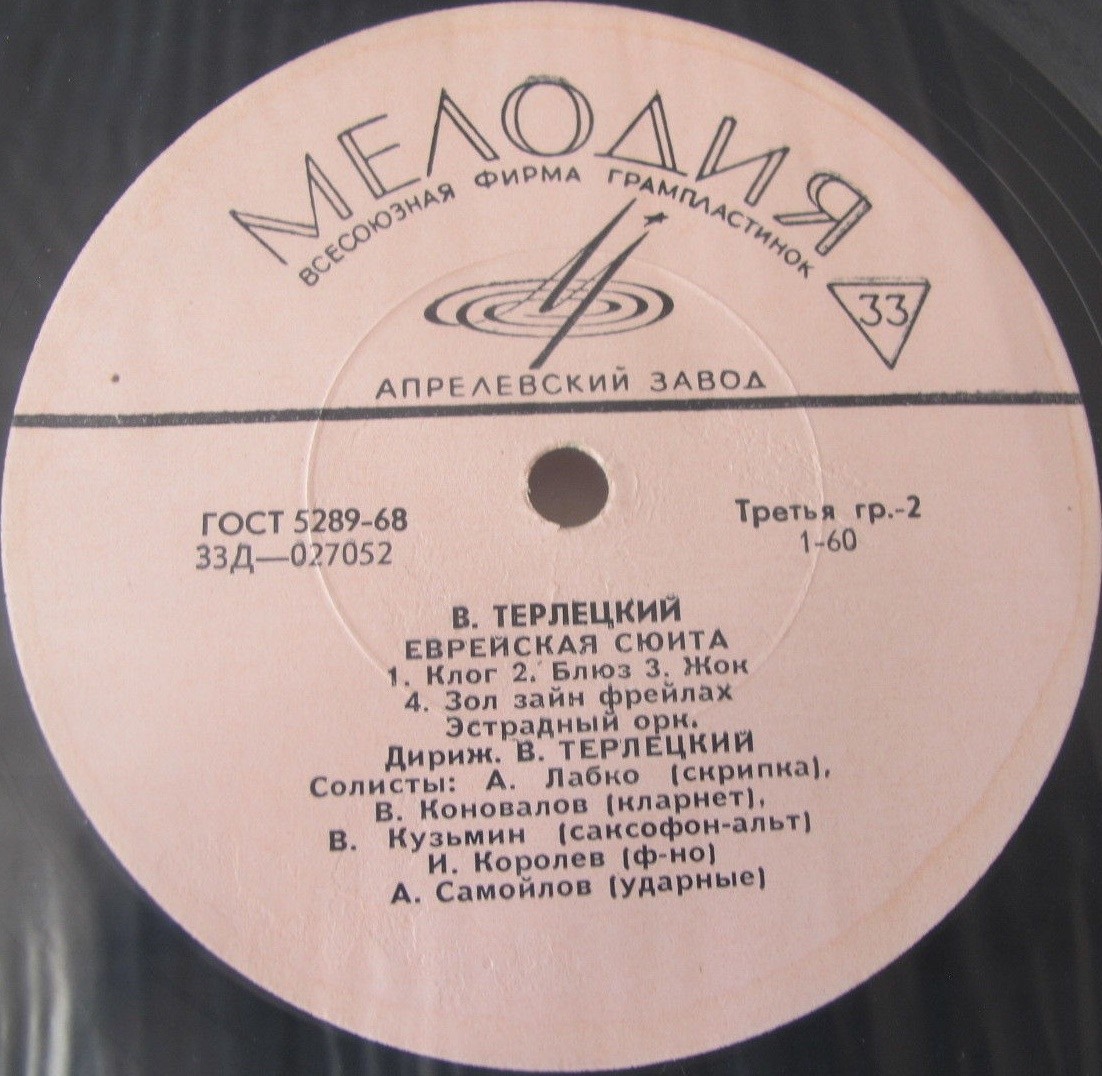 МЕЛОДИЯ
ВСЕСОЮЗНАЯ ФИРМА ГРАМПЛАСТИНОК
33
АПРЕЛЕВСКИЙ ЗАВОД
ГОСТ 5289-68
Третья гр.-2
33Д—027052
1-60
В. ТЕРЛЕЦКИЙ
ЕВРЕЙСКАЯ СЮИТА
1. Клог 2. Блюз 3. Жок
4. Зол зайн фрейлах
Эстрадный орк.
Дириж. В. ТЕРЛЕЦКИЙ
Солисты: А. Лабко (скрипка),
В. Коновалов (кларнет),
В. Кузьмин (саксофон-альт)
И. Королев (ф-но)
А. Самойлов (ударные)